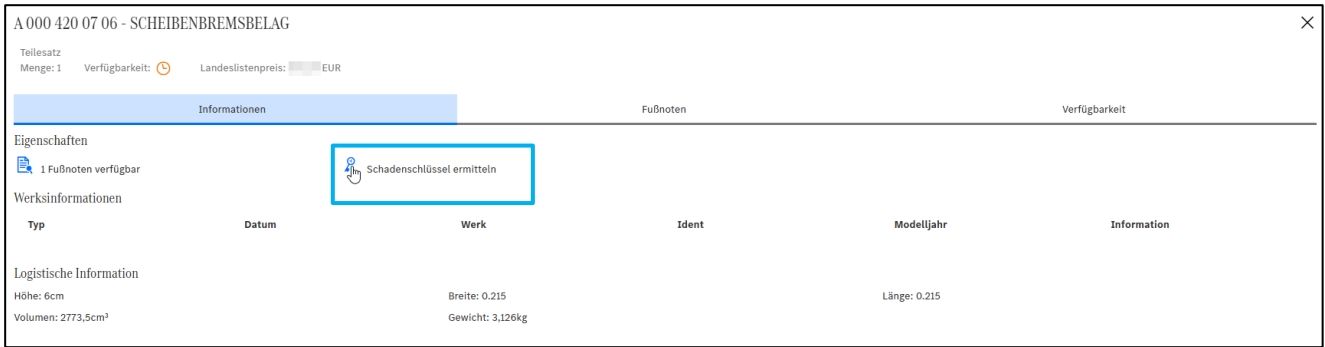 A 000 420 07 06 - SCHEIBENBREMSBELAG
Teilesatz
Menge: 1 Verfügbarkeit: Landeslistenpreis: EUR
Informationen Fußnoten Verfügbarkeit
Eigenschaften
1 Fußnoten verfügbar Schadenschlüssel ermitteln
Werksinformationen
Typ Datum Werk Ident Modelljahr Information
Logistische Information
Höhe: 6cm Breite: 0.215 Länge: 0.215
Volumen: 2773,5cm³ Gewicht: 3,126kg